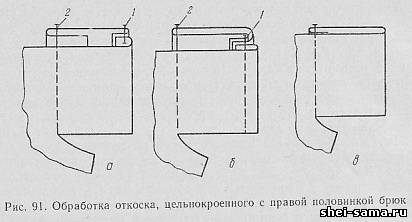 2 1 2 1
а б в
Рис. 91. Обработка откоска, цельнокроенного с правой половинкой брюк
shei-sama.ru